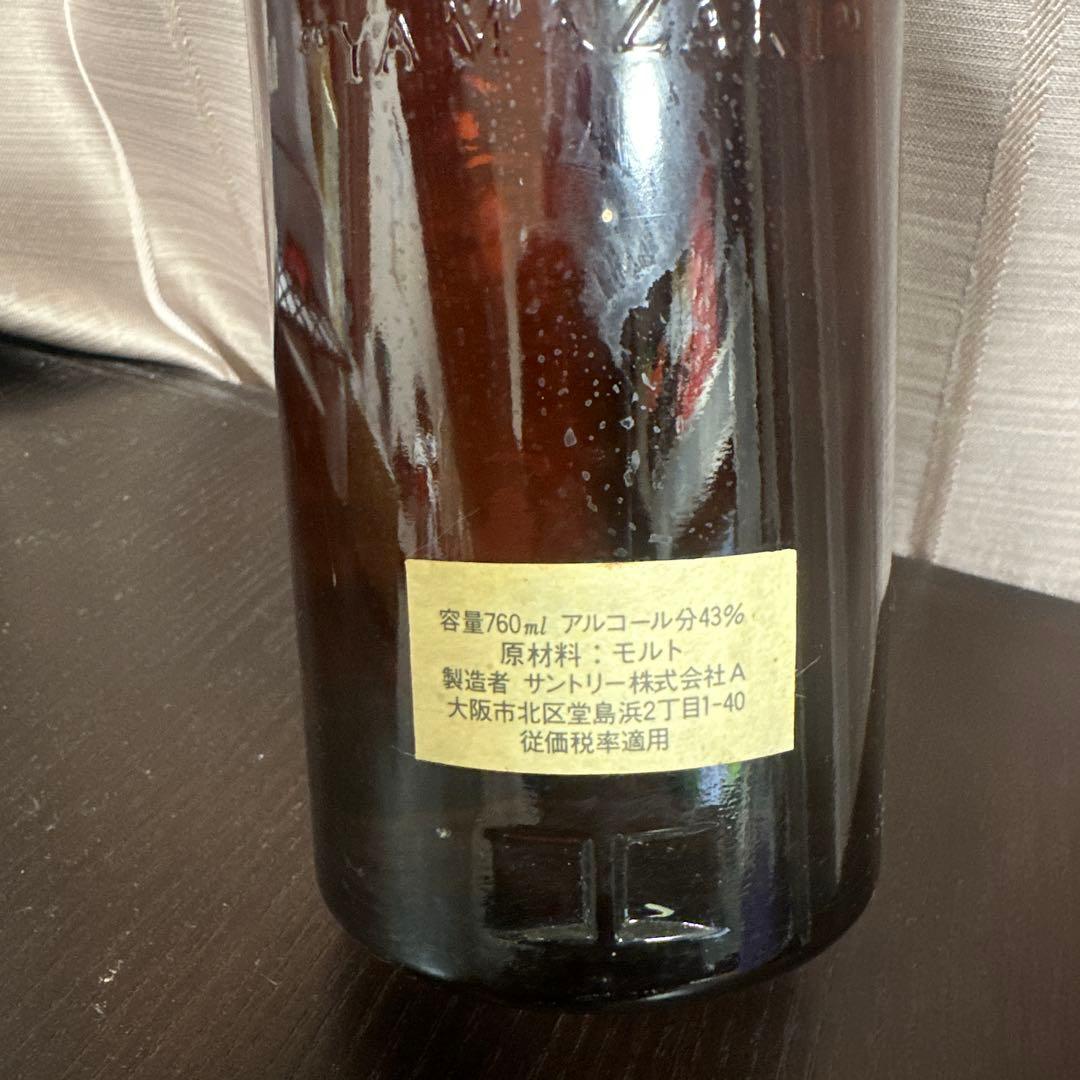 "YAMAZAKI"
容量760ml アルコール分43%
原材料：モルト
製造者 サントリー株式会社A
大阪市北区堂島浜2丁目1-40
従価税率適用